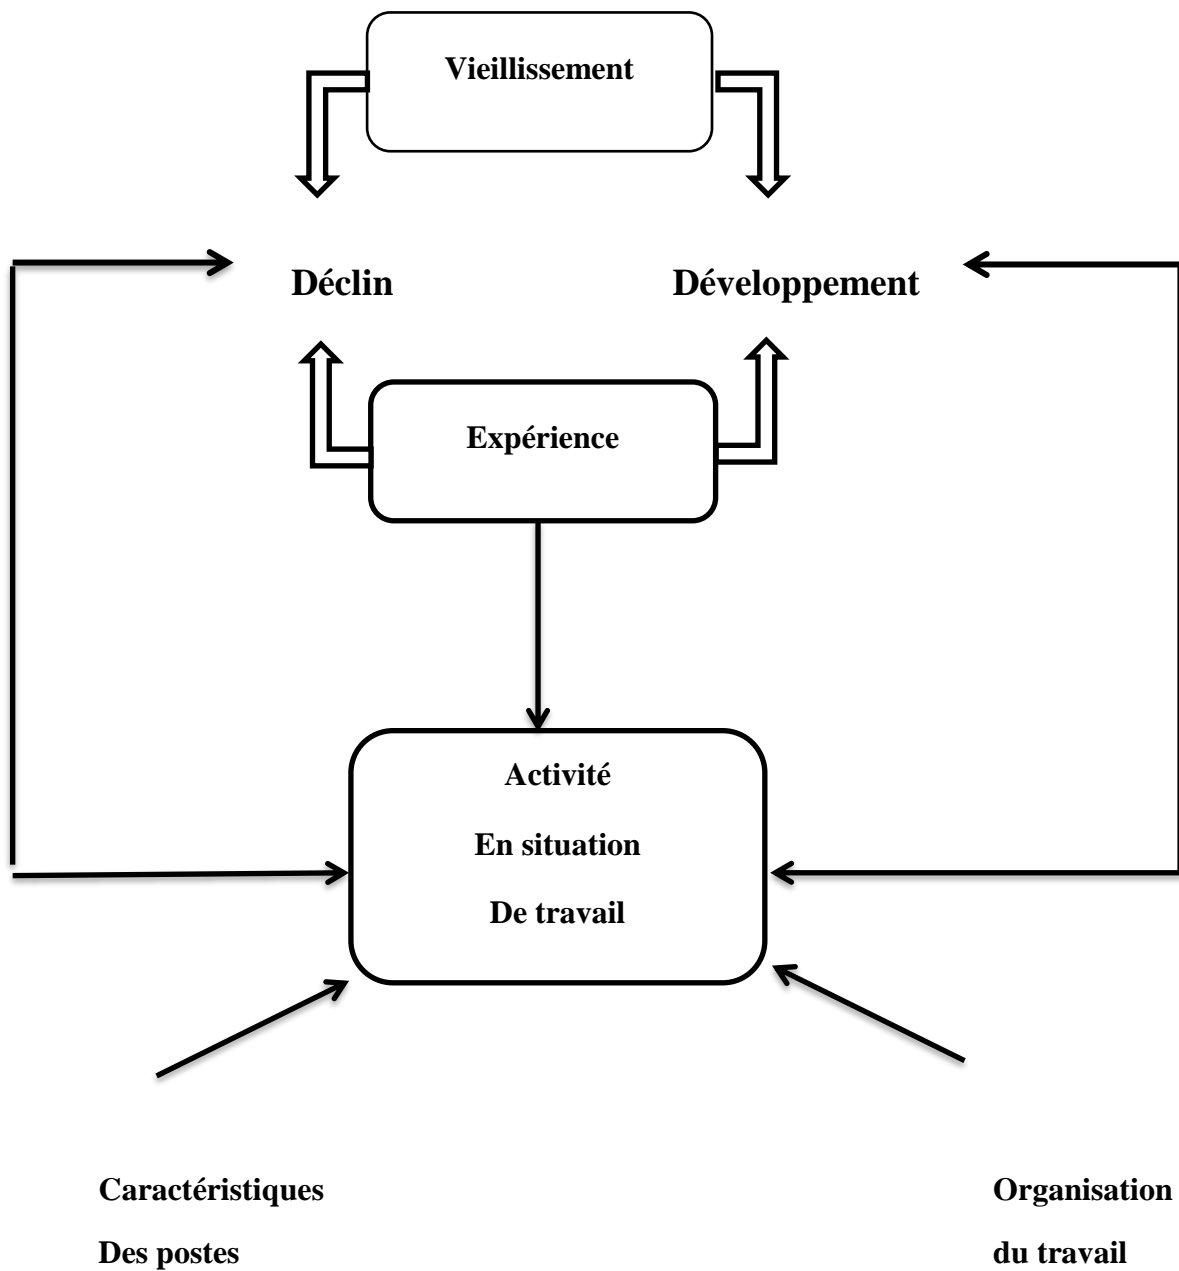 Vieillissement
Déclin
Développement
Expérience
Activité
En situation
De travail
Caractéristiques
Des postes
Organisation
du travail